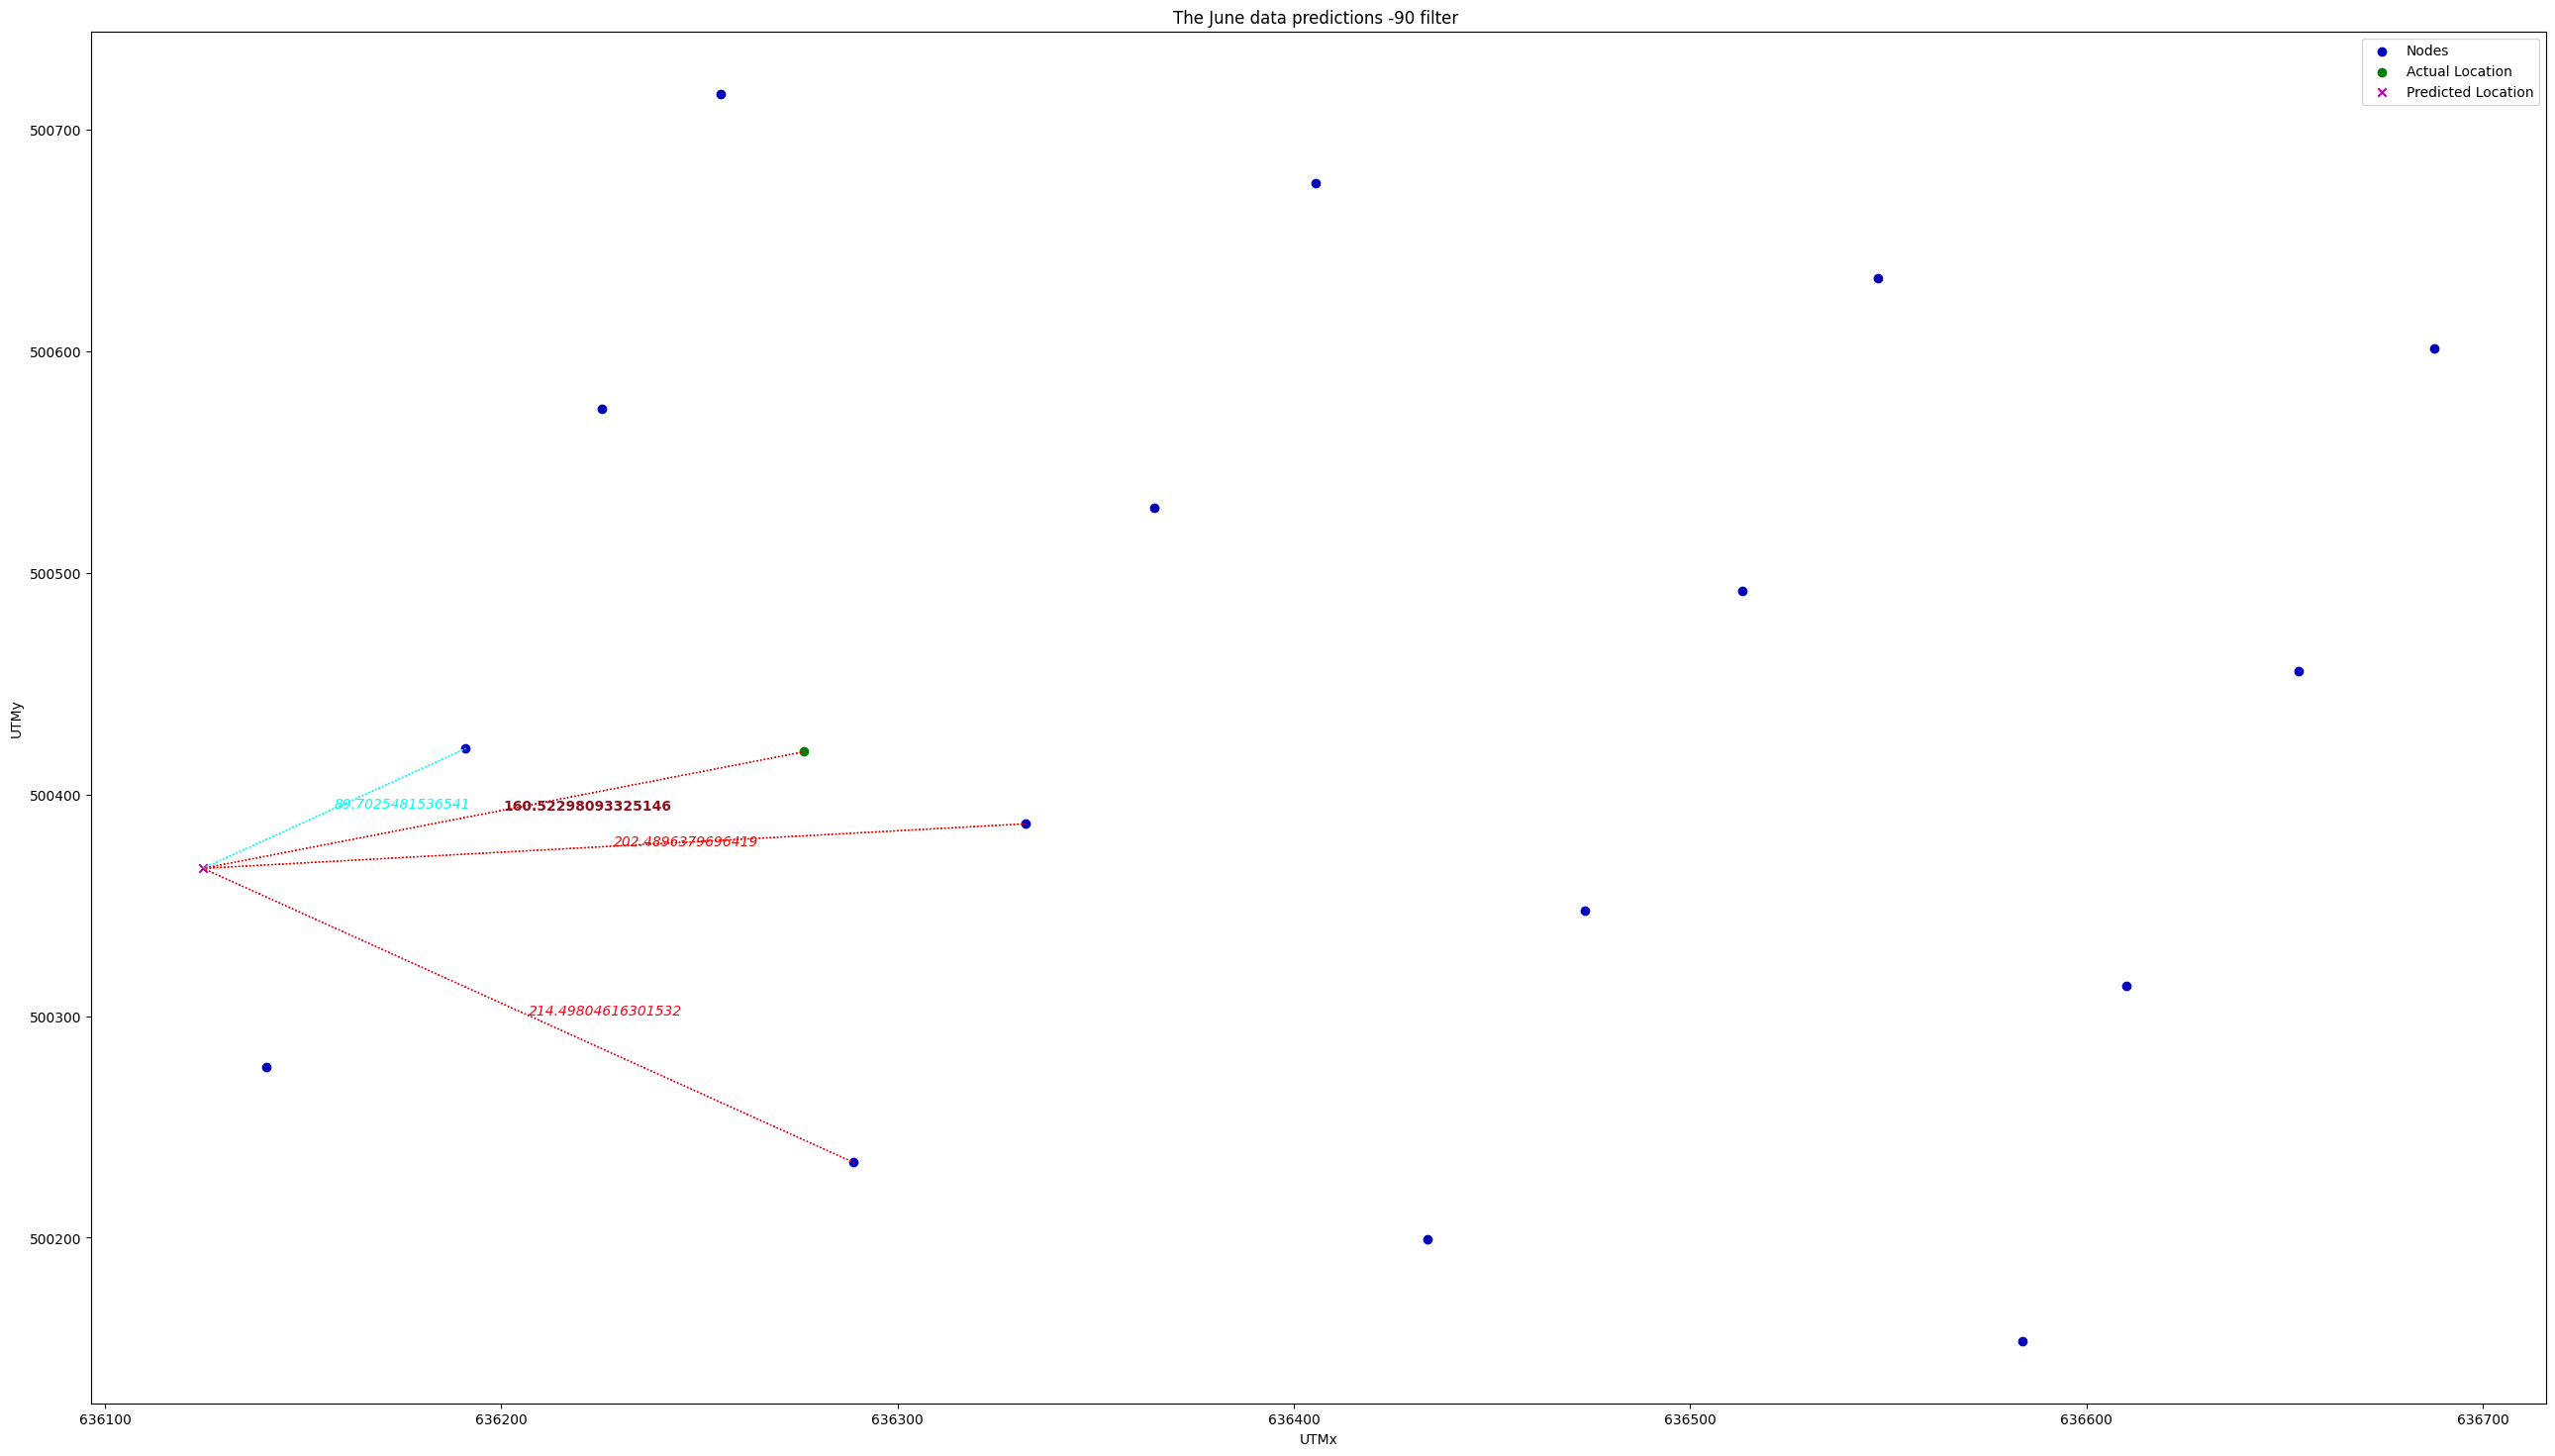 The June data predictions -90 filter
Nodes
Actual Location
Predicted Location
500700
500600
500500
500400
500300
500200
UTMy
89.7025481536541
160.52298093325146
202.4896379696419
214.49804616301532
636100
636200
636300
636400
636500
636600
636700
UTMx